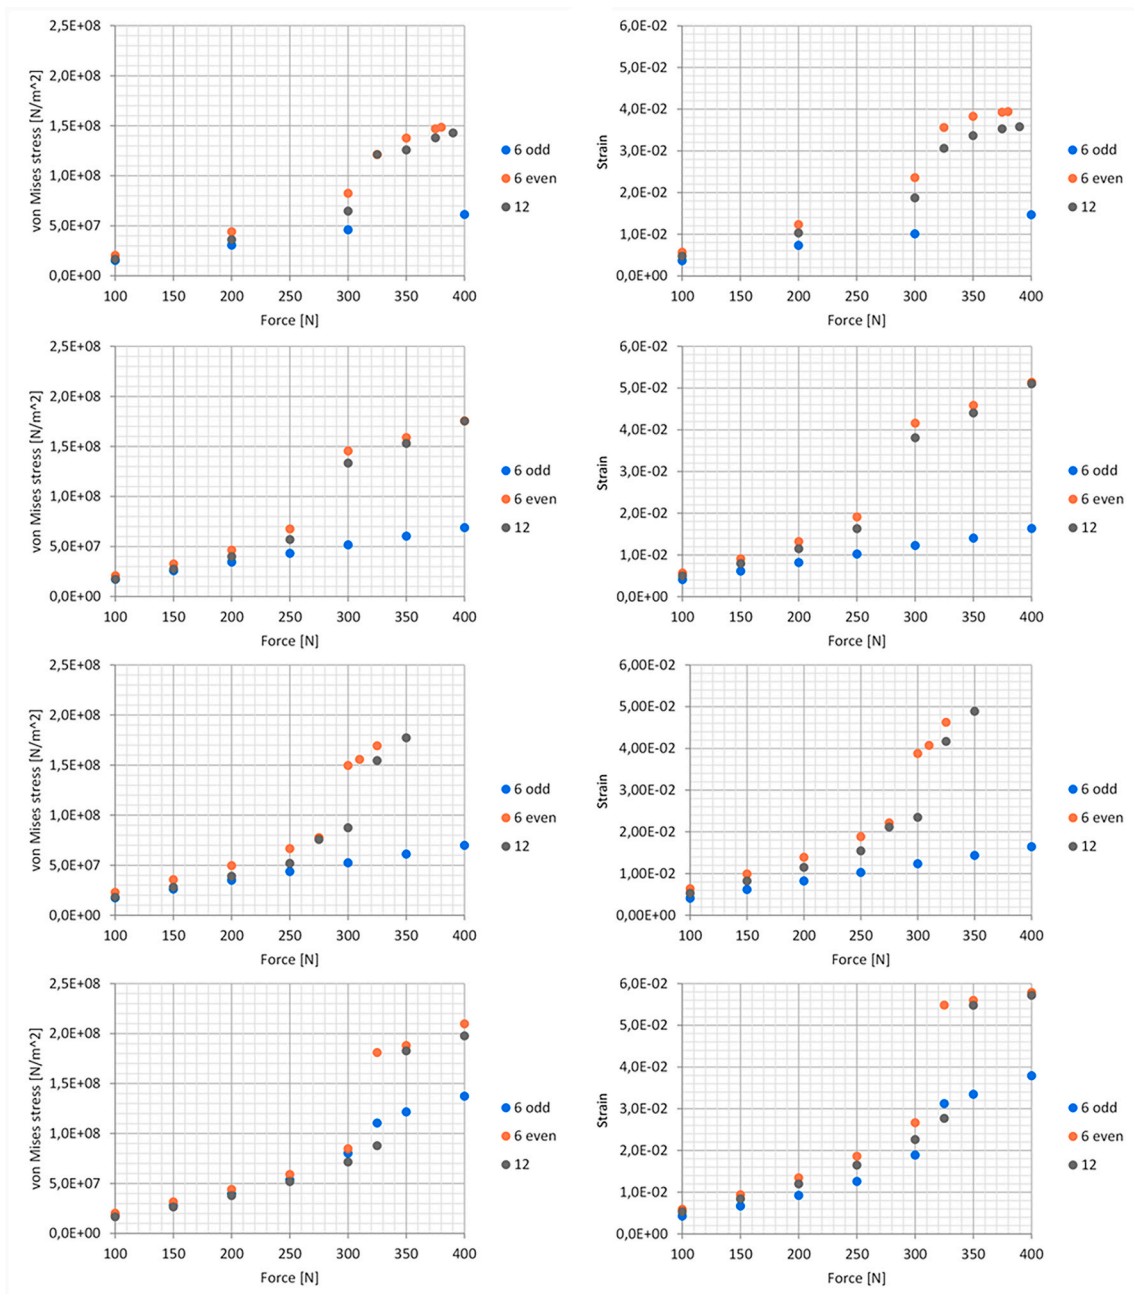 2,5E+08
2,0E+08
1,5E+08
1,0E+08
5,0E+07
0,0E+00
von Mises stress [N/m^2]
100 150 200 250 300 350 400
Force [N]
6 odd
6 even
12
6,0E-02
5,0E-02
4,0E-02
3,0E-02
2,0E-02
1,0E-02
0,0E+00
Strain
100 150 200 250 300 350 400
Force [N]
6 odd
6 even
12
2,5E+08
2,0E+08
1,5E+08
1,0E+08
5,0E+07
0,0E+00
von Mises stress [N/m^2]
100 150 200 250 300 350 400
Force [N]
6 odd
6 even
12
6,0E-02
5,0E-02
4,0E-02
3,0E-02
2,0E-02
1,0E-02
0,0E+00
Strain
100 150 200 250 300 350 400
Force [N]
6 odd
6 even
12
2,5E+08
2,0E+08
1,5E+08
1,0E+08
5,0E+07
0,0E+00
von Mises stress [N/m^2]
100 150 200 250 300 350 400
Force [N]
6 odd
6 even
12
6,00E-02
5,00E-02
4,00E-02
3,00E-02
2,00E-02
1,00E-02
0,00E+00
Strain
100 150 200 250 300 350 400
Force [N]
6 odd
6 even
12
2,5E+08
2,0E+08
1,5E+08
1,0E+08
5,0E+07
0,0E+00
von Mises stress [N/m^2]
100 150 200 250 300 350 400
Force [N]
6 odd
6 even
12
6,0E-02
5,0E-02
4,0E-02
3,0E-02
2,0E-02
1,0E-02
0,0E+00
Strain
100 150 200 250 300 350 400
Force [N]
6 odd
6 even
12